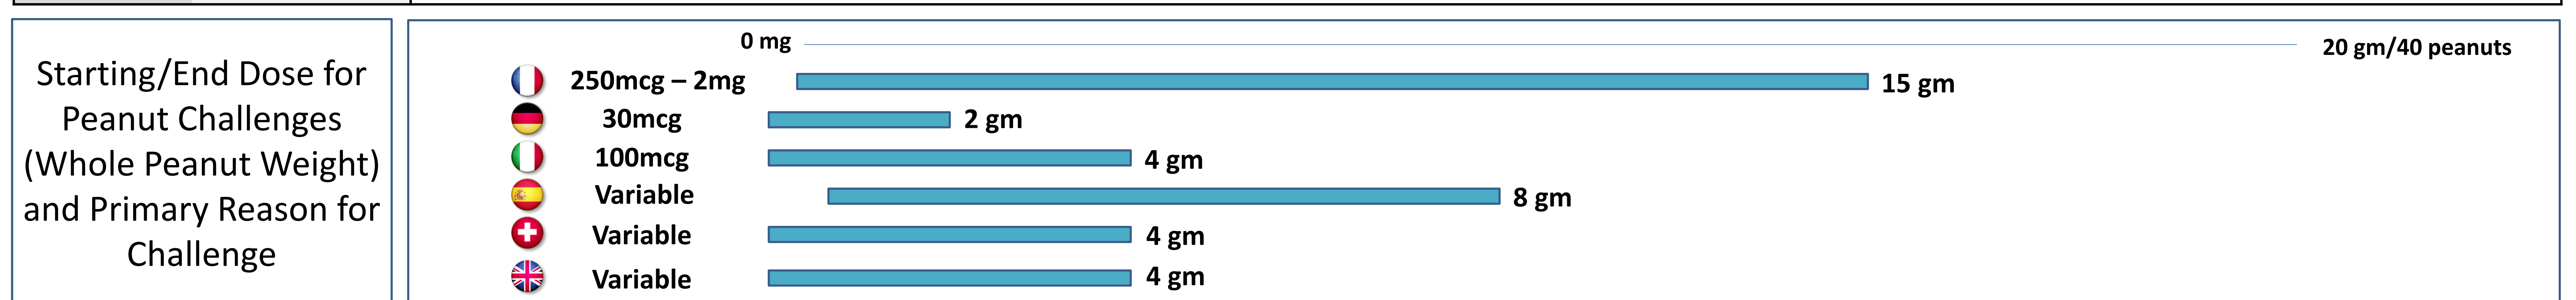 Starting/End Dose for
Peanut Challenges
(Whole Peanut Weight)
and Primary Reason for
Challenge
0 mg
20 gm/40 peanuts
250mcg – 2mg
15 gm
30mcg
2 gm
100mcg
4 gm
Variable
8 gm
Variable
4 gm
Variable
4 gm